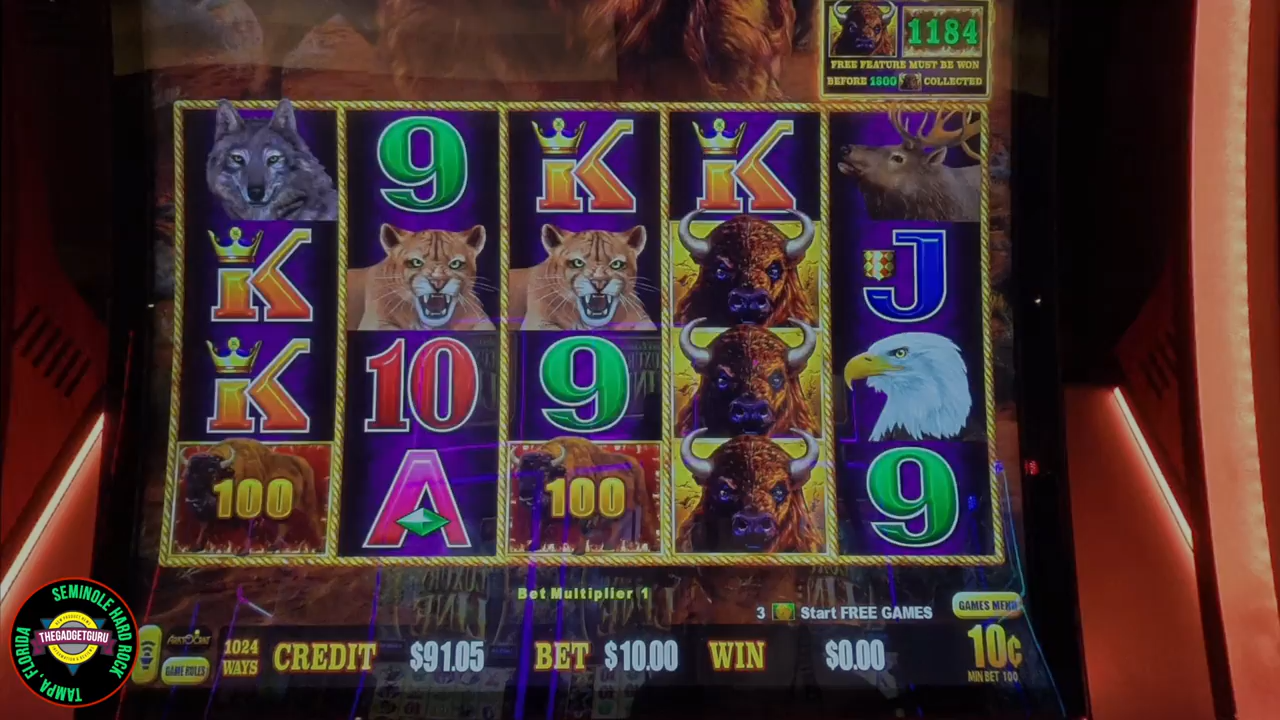 1184
FREE FEATURE MUST BE WON
BEFORE 1800 COLLECTED
9 K K
K J
K 10 9
100 A 100 9
Bet Multiplier 1
3 Start FREE GAMES
GAMES MENU
ARISTOCRAT
GAME RULES
1024
WAYS
CREDIT $91.05 BET $10.00 WIN $0.00
10¢
MIN BET 100
SEMINOLE HARD ROCK
THEGADGETGURU
TAMPA, FLORIDA